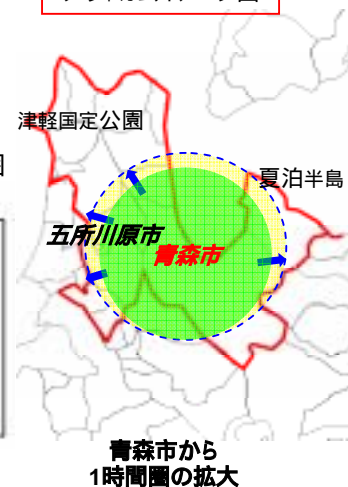 津軽国定公園
夏泊半島
五所川原市
青森市
青森市から
1時間圏の拡大